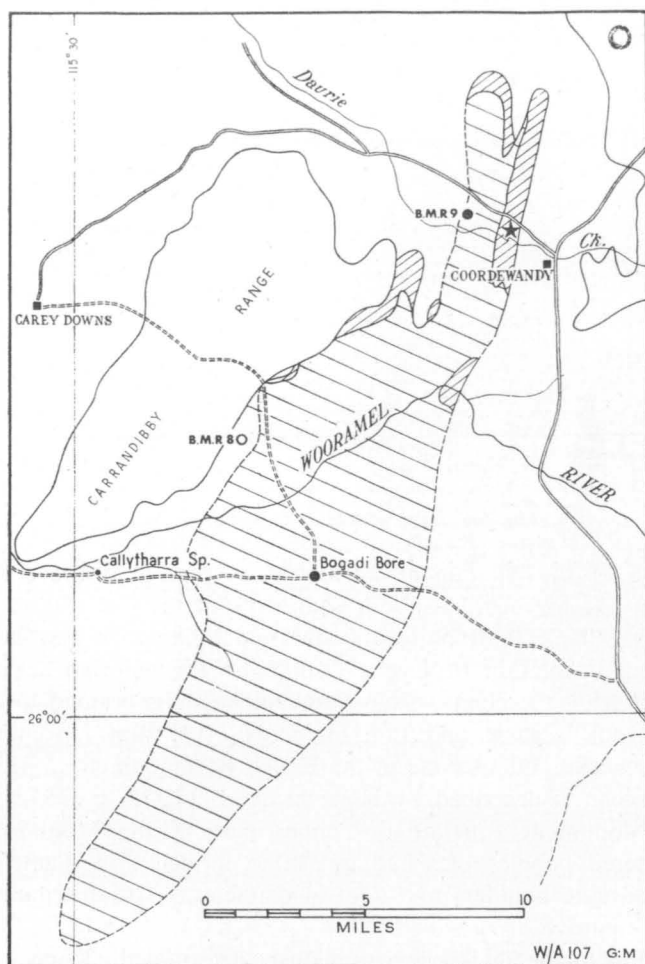 115° 30'
Daurie
B.M.R 9
Ck.
COORDEWANDY
RANGE
CAREY DOWNS
CARRANDIBBY
B.M.R 8
WOORAMEL
RIVER
Callytharra Sp.
Bogadi Bore
26°00'
0 5 10
MILES
W/A 107 G:M